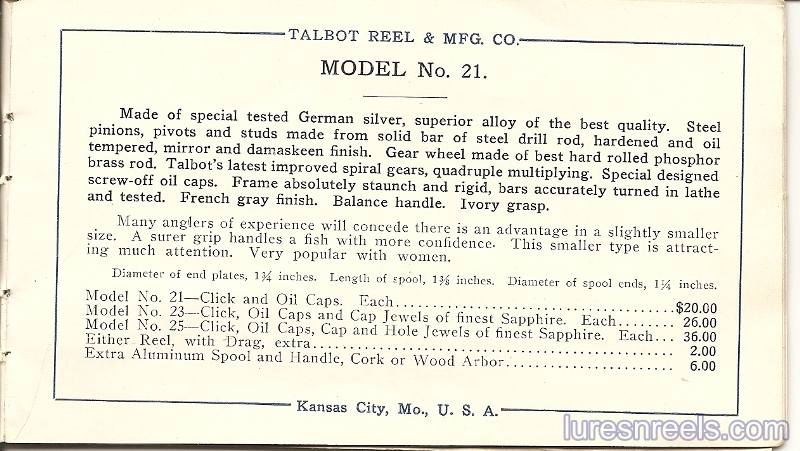 TALBOT REEL & MFG. CO.
MODEL No. 21.
Made of special tested German silver, superior alloy of the best quality. Steel
pinions, pivots and studs made from solid bar of steel drill rod, hardened and oil
tempered, mirror and damaskeen finish. Gear wheel made of best hard rolled phosphor
brass rod. Talbot's latest improved spiral gears, quadruple multiplying. Special designed
screw-off oil caps. Frame absolutely staunch and rigid, bars accurately turned in lathe
and tested. French gray finish. Balance handle. Ivory grasp.
Many anglers of experience will concede there is an advantage in a slightly smaller
size. A surer grip handles a fish with more confidence. This smaller type is attract-
ing much attention. Very popular with women.
Diameter of end plates, 1¾ inches. Length of spool, 1⅜ inches. Diameter of spool ends, 1¼ inches.
Model No. 21—Click and Oil Caps. Each......................................$20.00
Model No. 23—Click, Oil Caps and Cap Jewels of finest Sapphire. Each........ 26.00
Model No. 25—Click, Oil Caps, Cap and Hole Jewels of finest Sapphire. Each... 36.00
Either Reel, with Drag, extra.................................................. 2.00
Extra Aluminum Spool and Handle, Cork or Wood Arbor........................ 6.00
Kansas City, Mo., U. S. A.
luresnreels.com